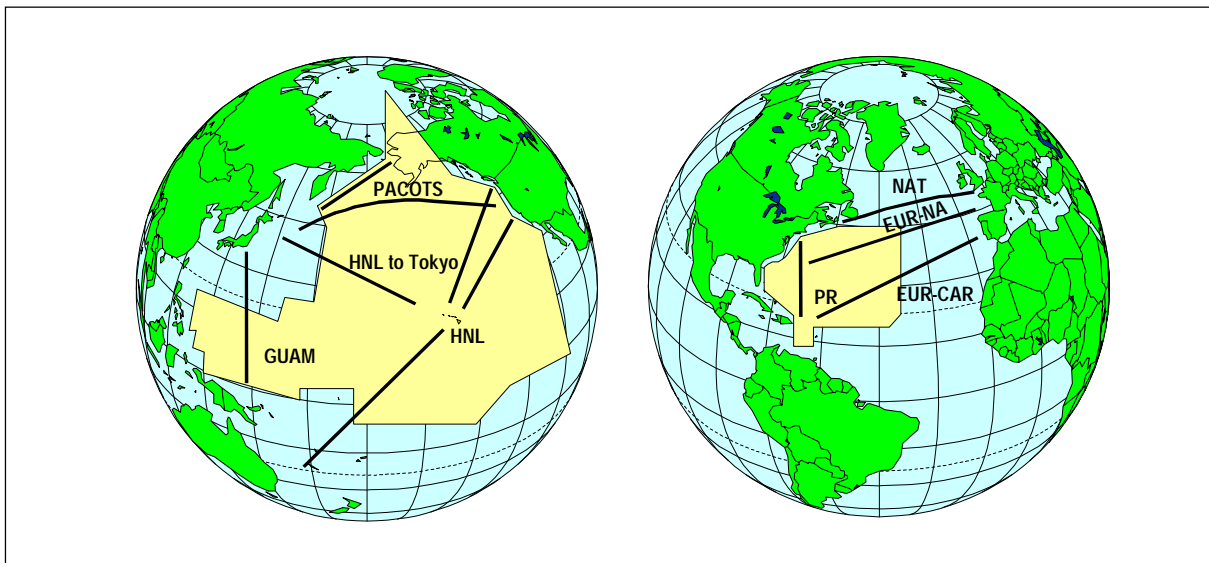 PACOTS
HNL to Tokyo
HNL
GUAM
NAT
EUR-NA
PR
EUR-CAR